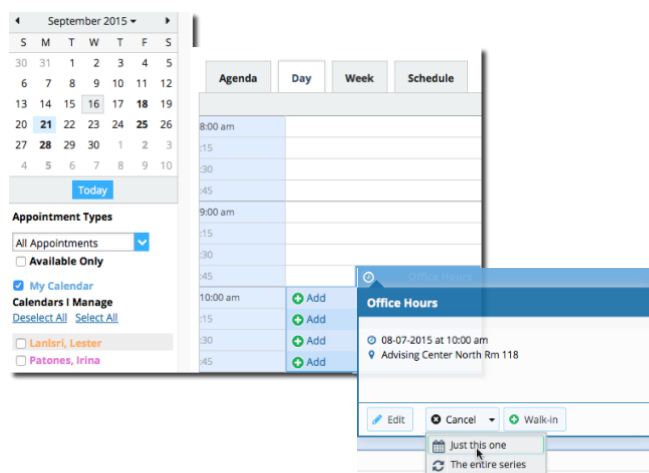 September 2015
S M T W T F S
30 31 1 2 3 4 5
6 7 8 9 10 11 12
13 14 15 16 17 18 19
20 21 22 23 24 25 26
27 28 29 30 1 2 3
4 5 6 7 8 9 10
Today
Appointment Types
All Appointments
Available Only
My Calendar
Calendars I Manage
Deselect All Select All
Lanlsri, Lester
Patones, Irina
Agenda Day Week Schedule
8:00 am
:15
:30
:45
9:00 am
:15
:30
:45
10:00 am Add
:15 Add
:30 Add
:45 Add
Office Hours
Office Hours
08-07-2015 at 10:00 am
Advising Center North Rm 118
Edit Cancel Walk-in
Just this one
The entire series